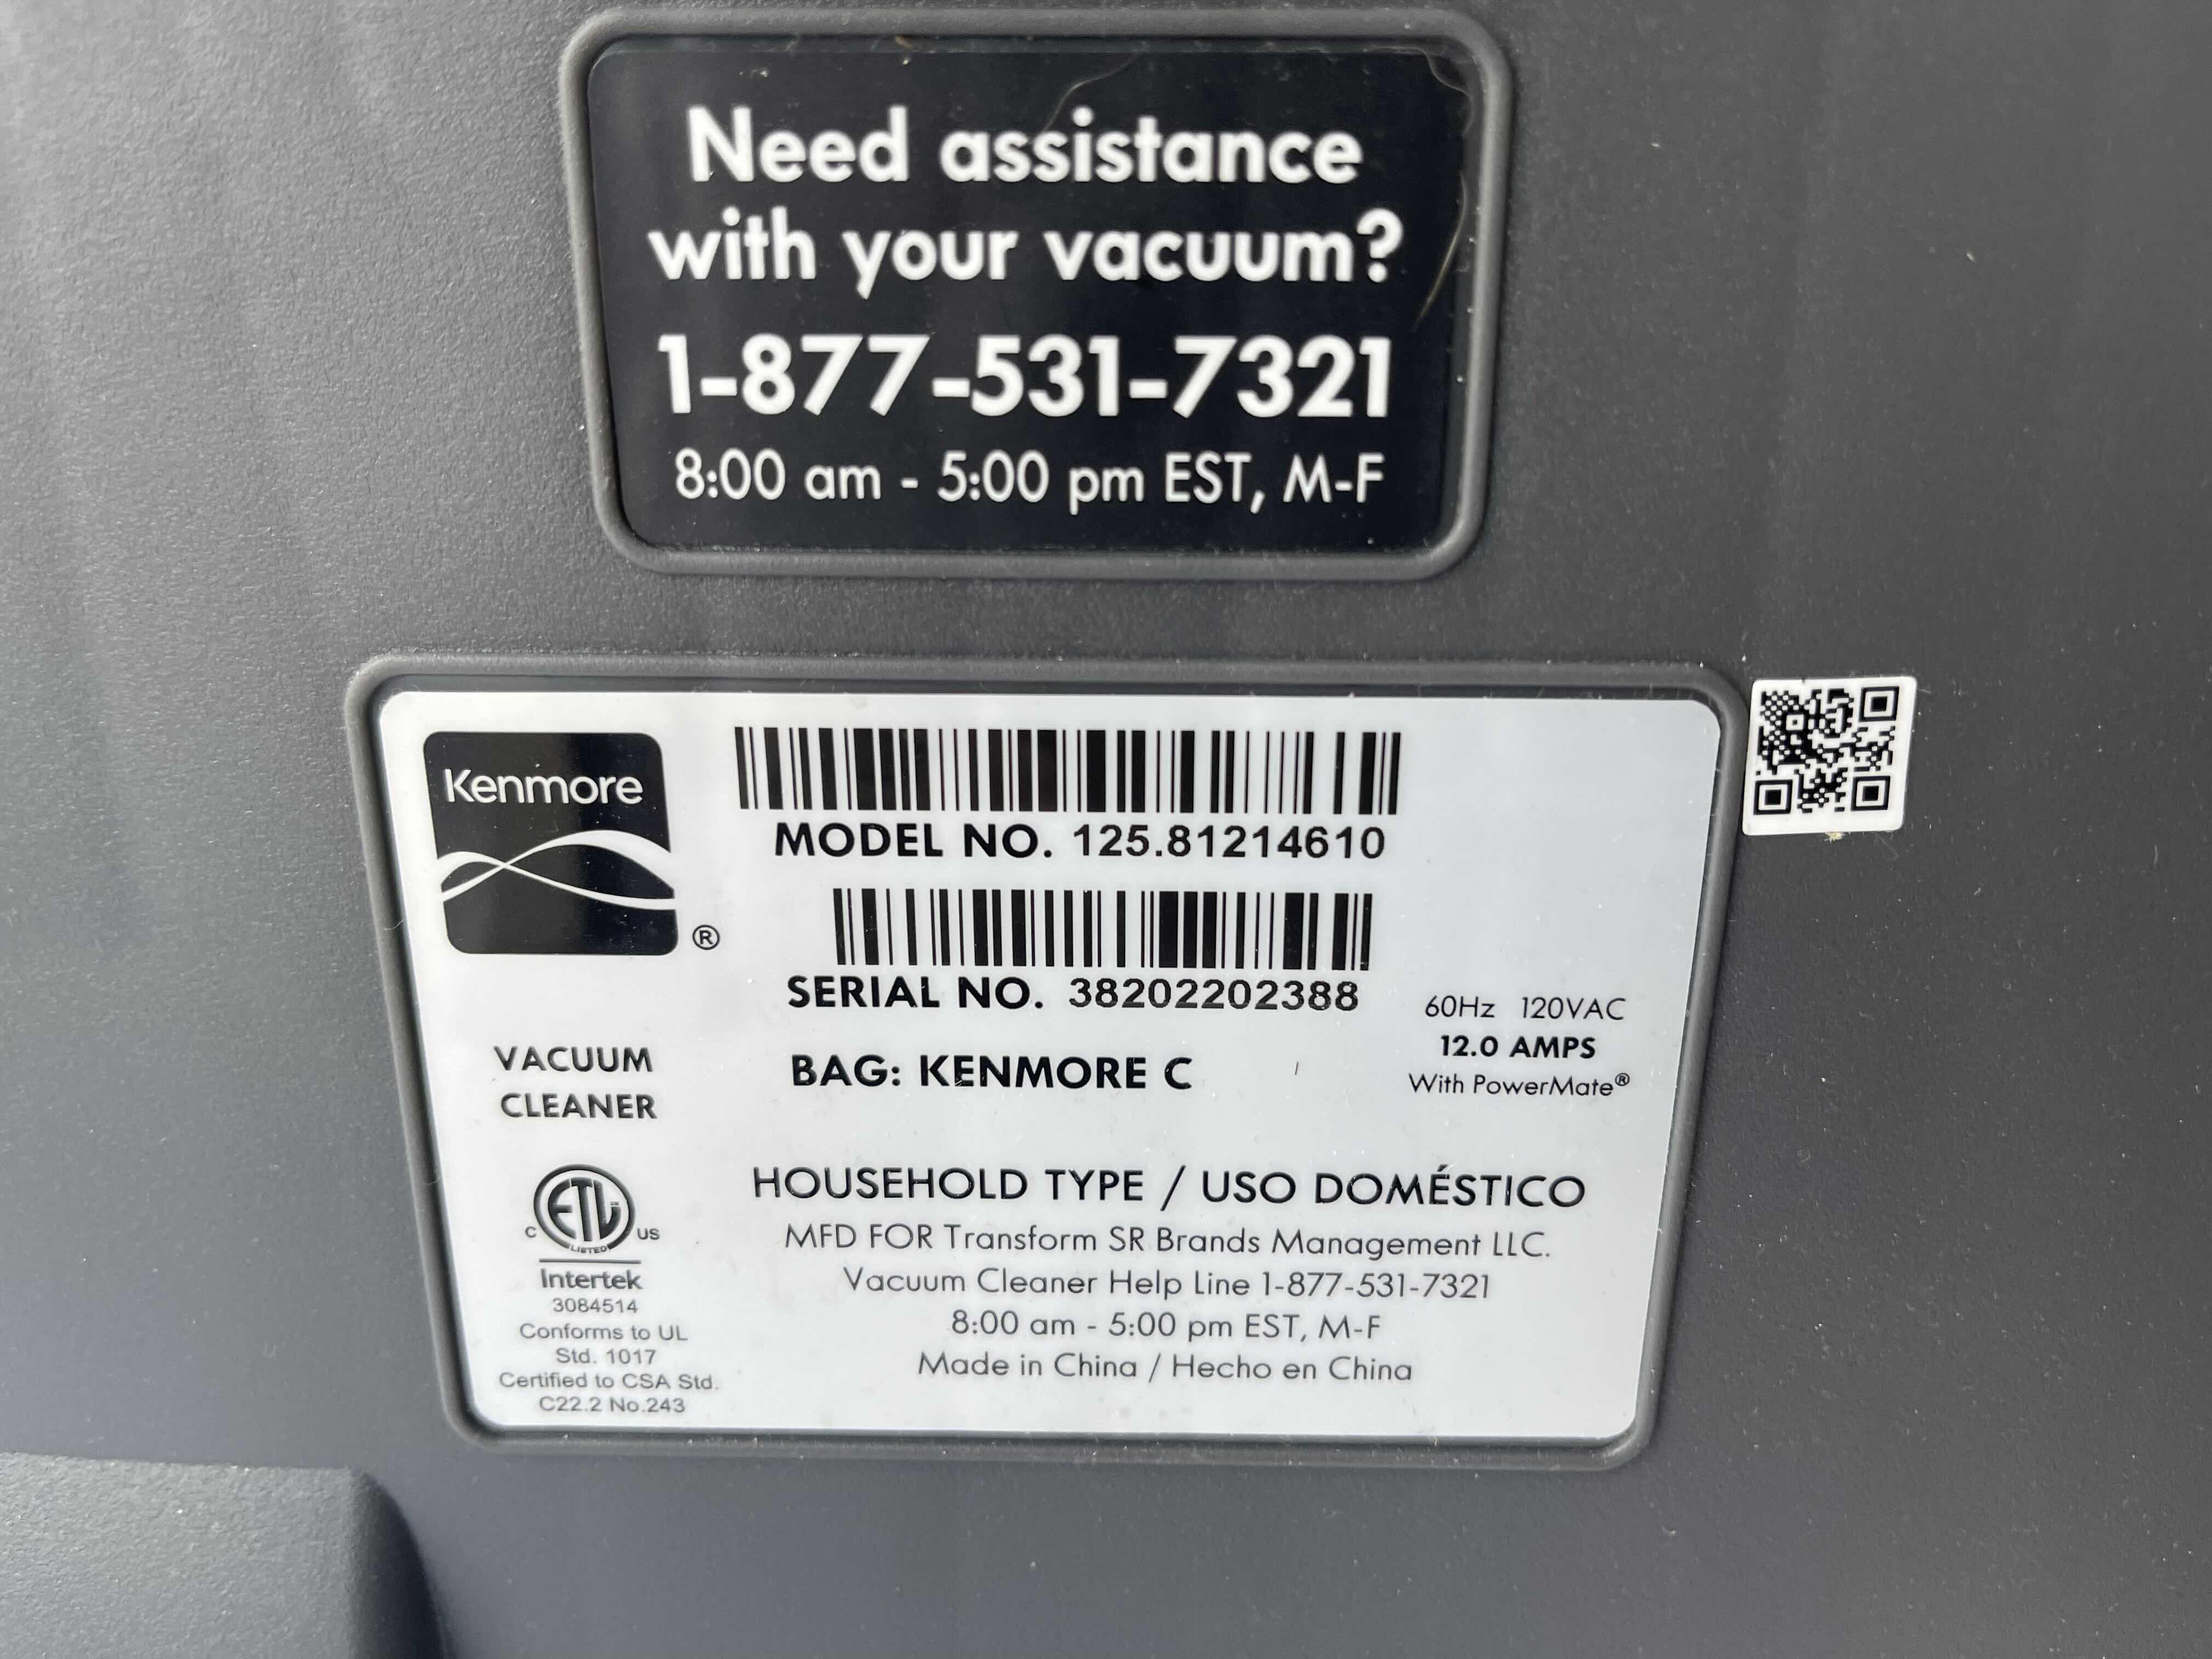 Need assistance
with your vacuum?
1-877-531-7321
8:00 am - 5:00 pm EST, M-F
Kenmore
®
MODEL NO. 125.81214610
SERIAL NO. 38202202388
60Hz 120VAC
12.0 AMPS
With PowerMate®
BAG: KENMORE C
VACUUM
CLEANER
C ETL US
LISTED
Intertek
3084514
Conforms to UL
Std. 1017
Certified to CSA Std.
C22.2 No.243
HOUSEHOLD TYPE / USO DOMÉSTICO
MFD FOR Transform SR Brands Management LLC.
Vacuum Cleaner Help Line 1-877-531-7321
8:00 am - 5:00 pm EST, M-F
Made in China / Hecho en China